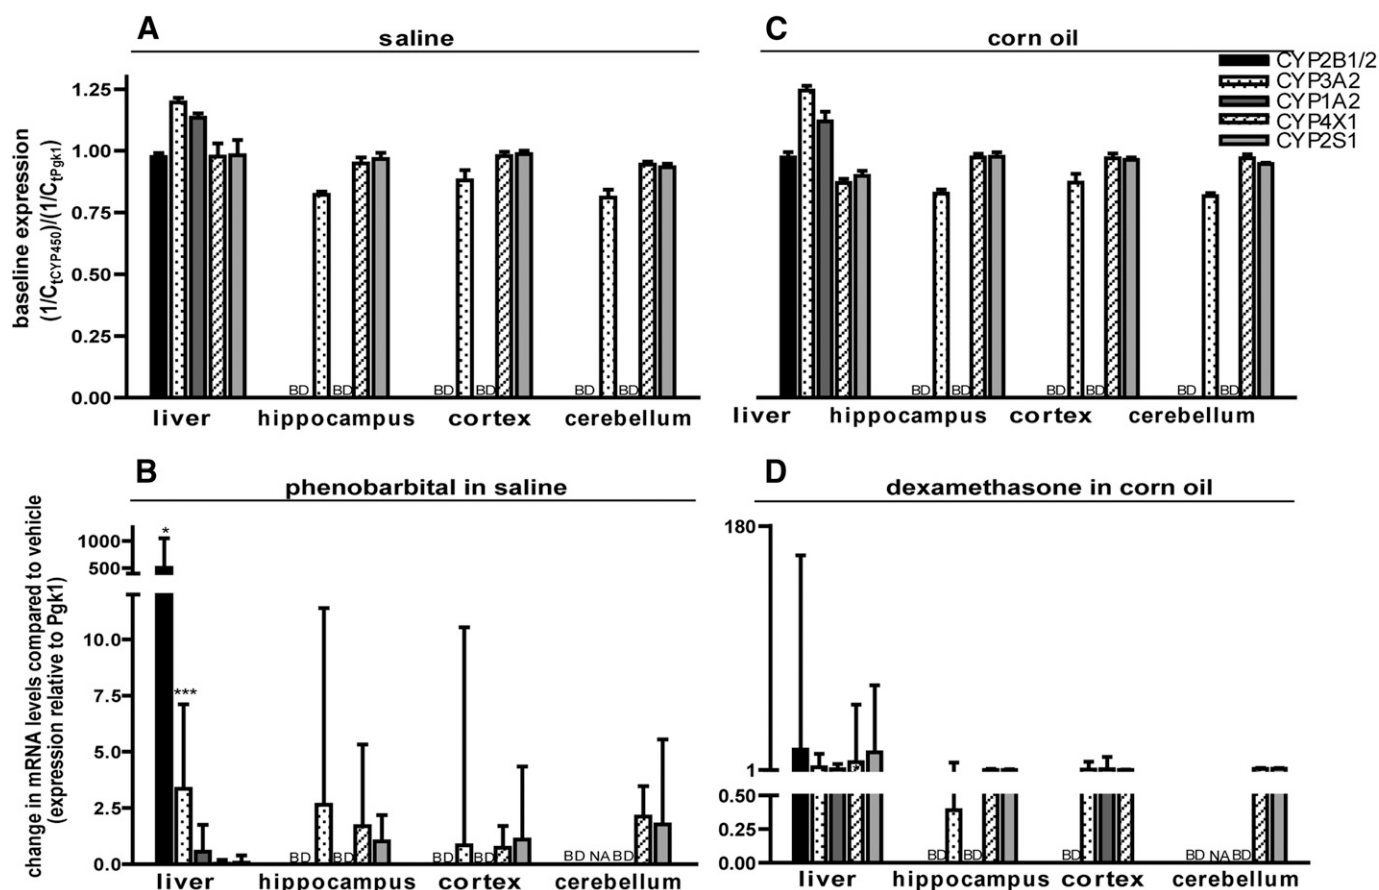 A
saline
baseline expression
(1/CtCYP450)/(1/CtPgk1)
1.25
1.00
0.75
0.50
0.25
0.00
BD BD BD BD BD BD
liver hippocampus cortex cerebellum
C
corn oil
CYP2B1/2
CYP3A2
CYP1A2
CYP4X1
CYP2S1
BD BD BD BD BD BD
liver hippocampus cortex cerebellum
B
phenobarbital in saline
change in mRNA levels compared to vehicle
(expression relative to Pgk1)
1000
500
10.0
7.5
5.0
2.5
0.0
*
***
BD BD BD BD BD NA BD
liver hippocampus cortex cerebellum
D
dexamethasone in corn oil
180
1
0.50
0.25
0.00
BD BD BD BD NA BD
liver hippocampus cortex cerebellum